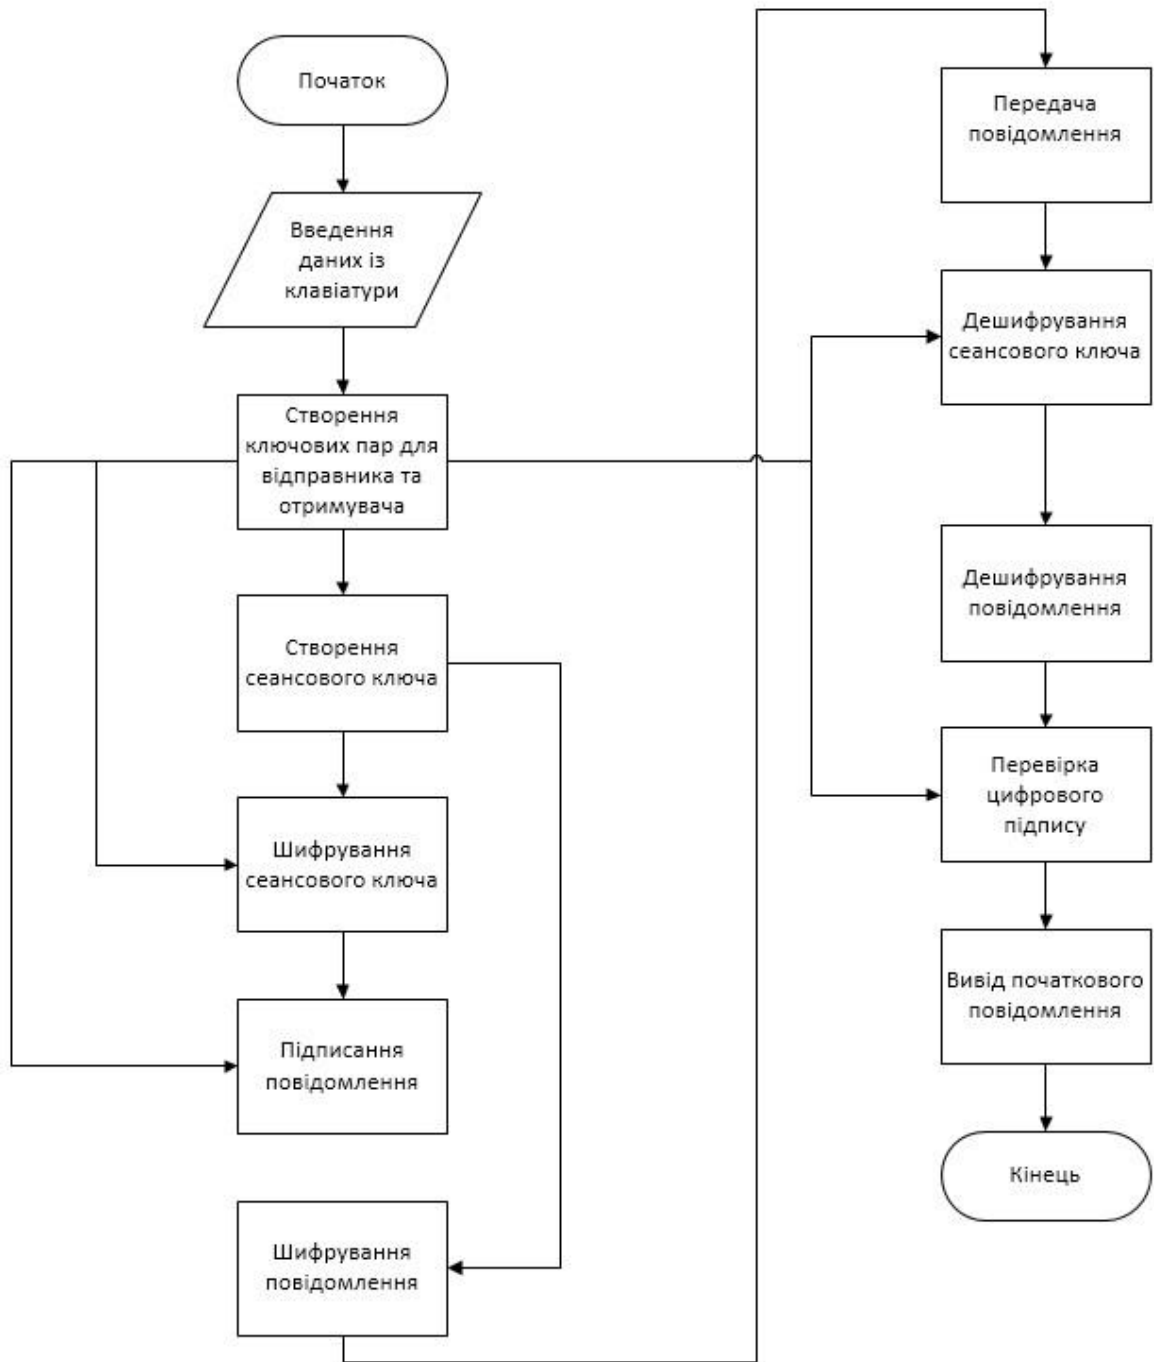 Початок
Введення
даних із
клавіатури
Створення
ключових пар для
відправника та
отримувача
Створення
сеансового ключа
Шифрування
сеансового ключа
Підписання
повідомлення
Шифрування
повідомлення
Передача
повідомлення
Дешифрування
сеансового ключа
Дешифрування
повідомлення
Перевірка
цифрового
підпису
Вивід початкового
повідомлення
Кінець